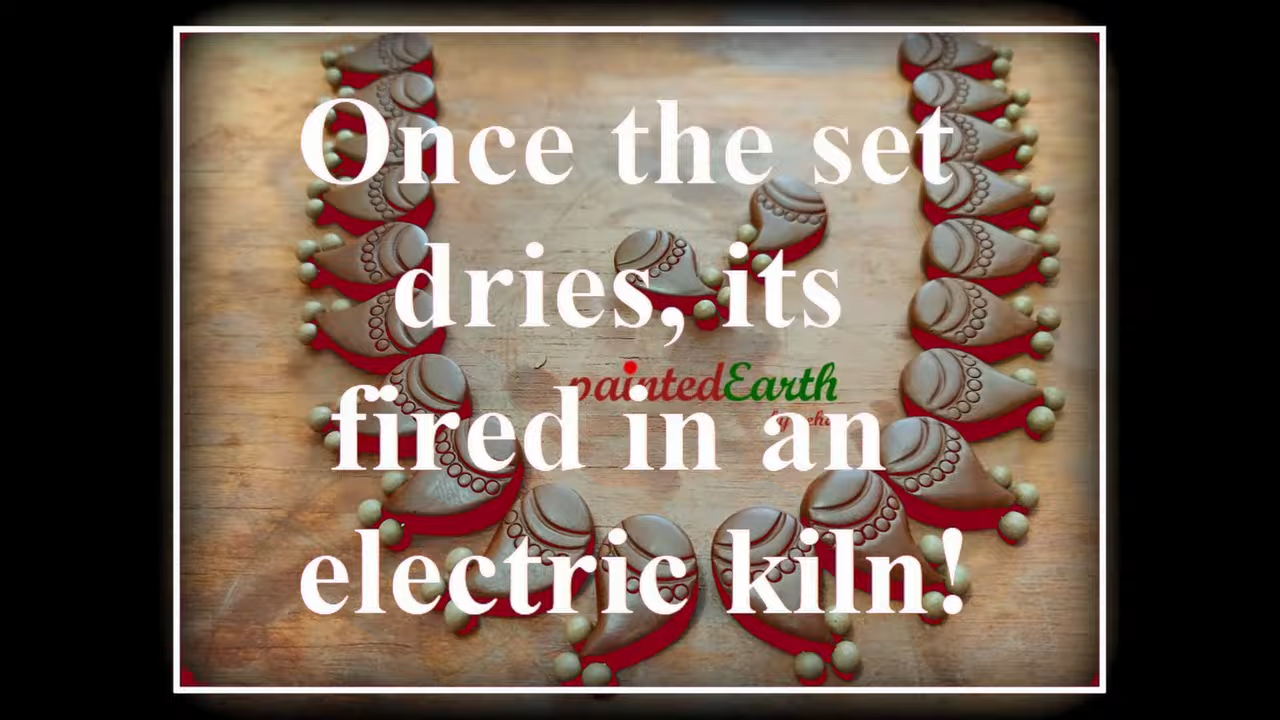 Once the set
dries, its
paintedEarth
fired in an
electric kiln!